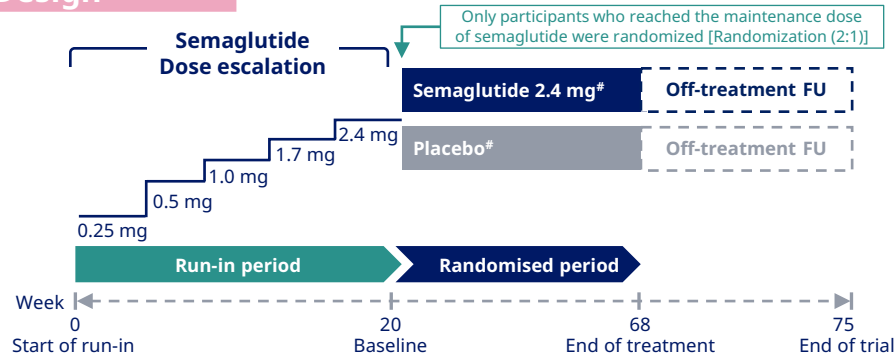 Design
Only participants who reached the maintenance dose
of semaglutide were randomized [Randomization (2:1)]
Semaglutide
Dose escalation
Semaglutide 2.4 mg#
Off-treatment FU
Placebo#
Off-treatment FU
2.4 mg
1.7 mg
1.0 mg
0.5 mg
0.25 mg
Run-in period
Randomised period
Week
0
20
68
75
Start of run-in
Baseline
End of treatment
End of trial